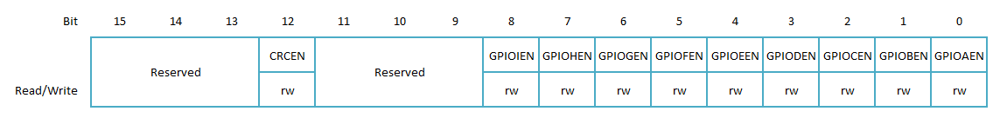 Bit 15 14 13 12 11 10 9 8 7 6 5 4 3 2 1 0
Reserved CRCEN Reserved GPIOIEN GPIOHEN GPIOGEN GPIOFEN GPIOEEN GPIODEN GPIOCEN GPIOBEN GPIOAEN
Read/Write rw rw rw rw rw rw rw rw rw rw